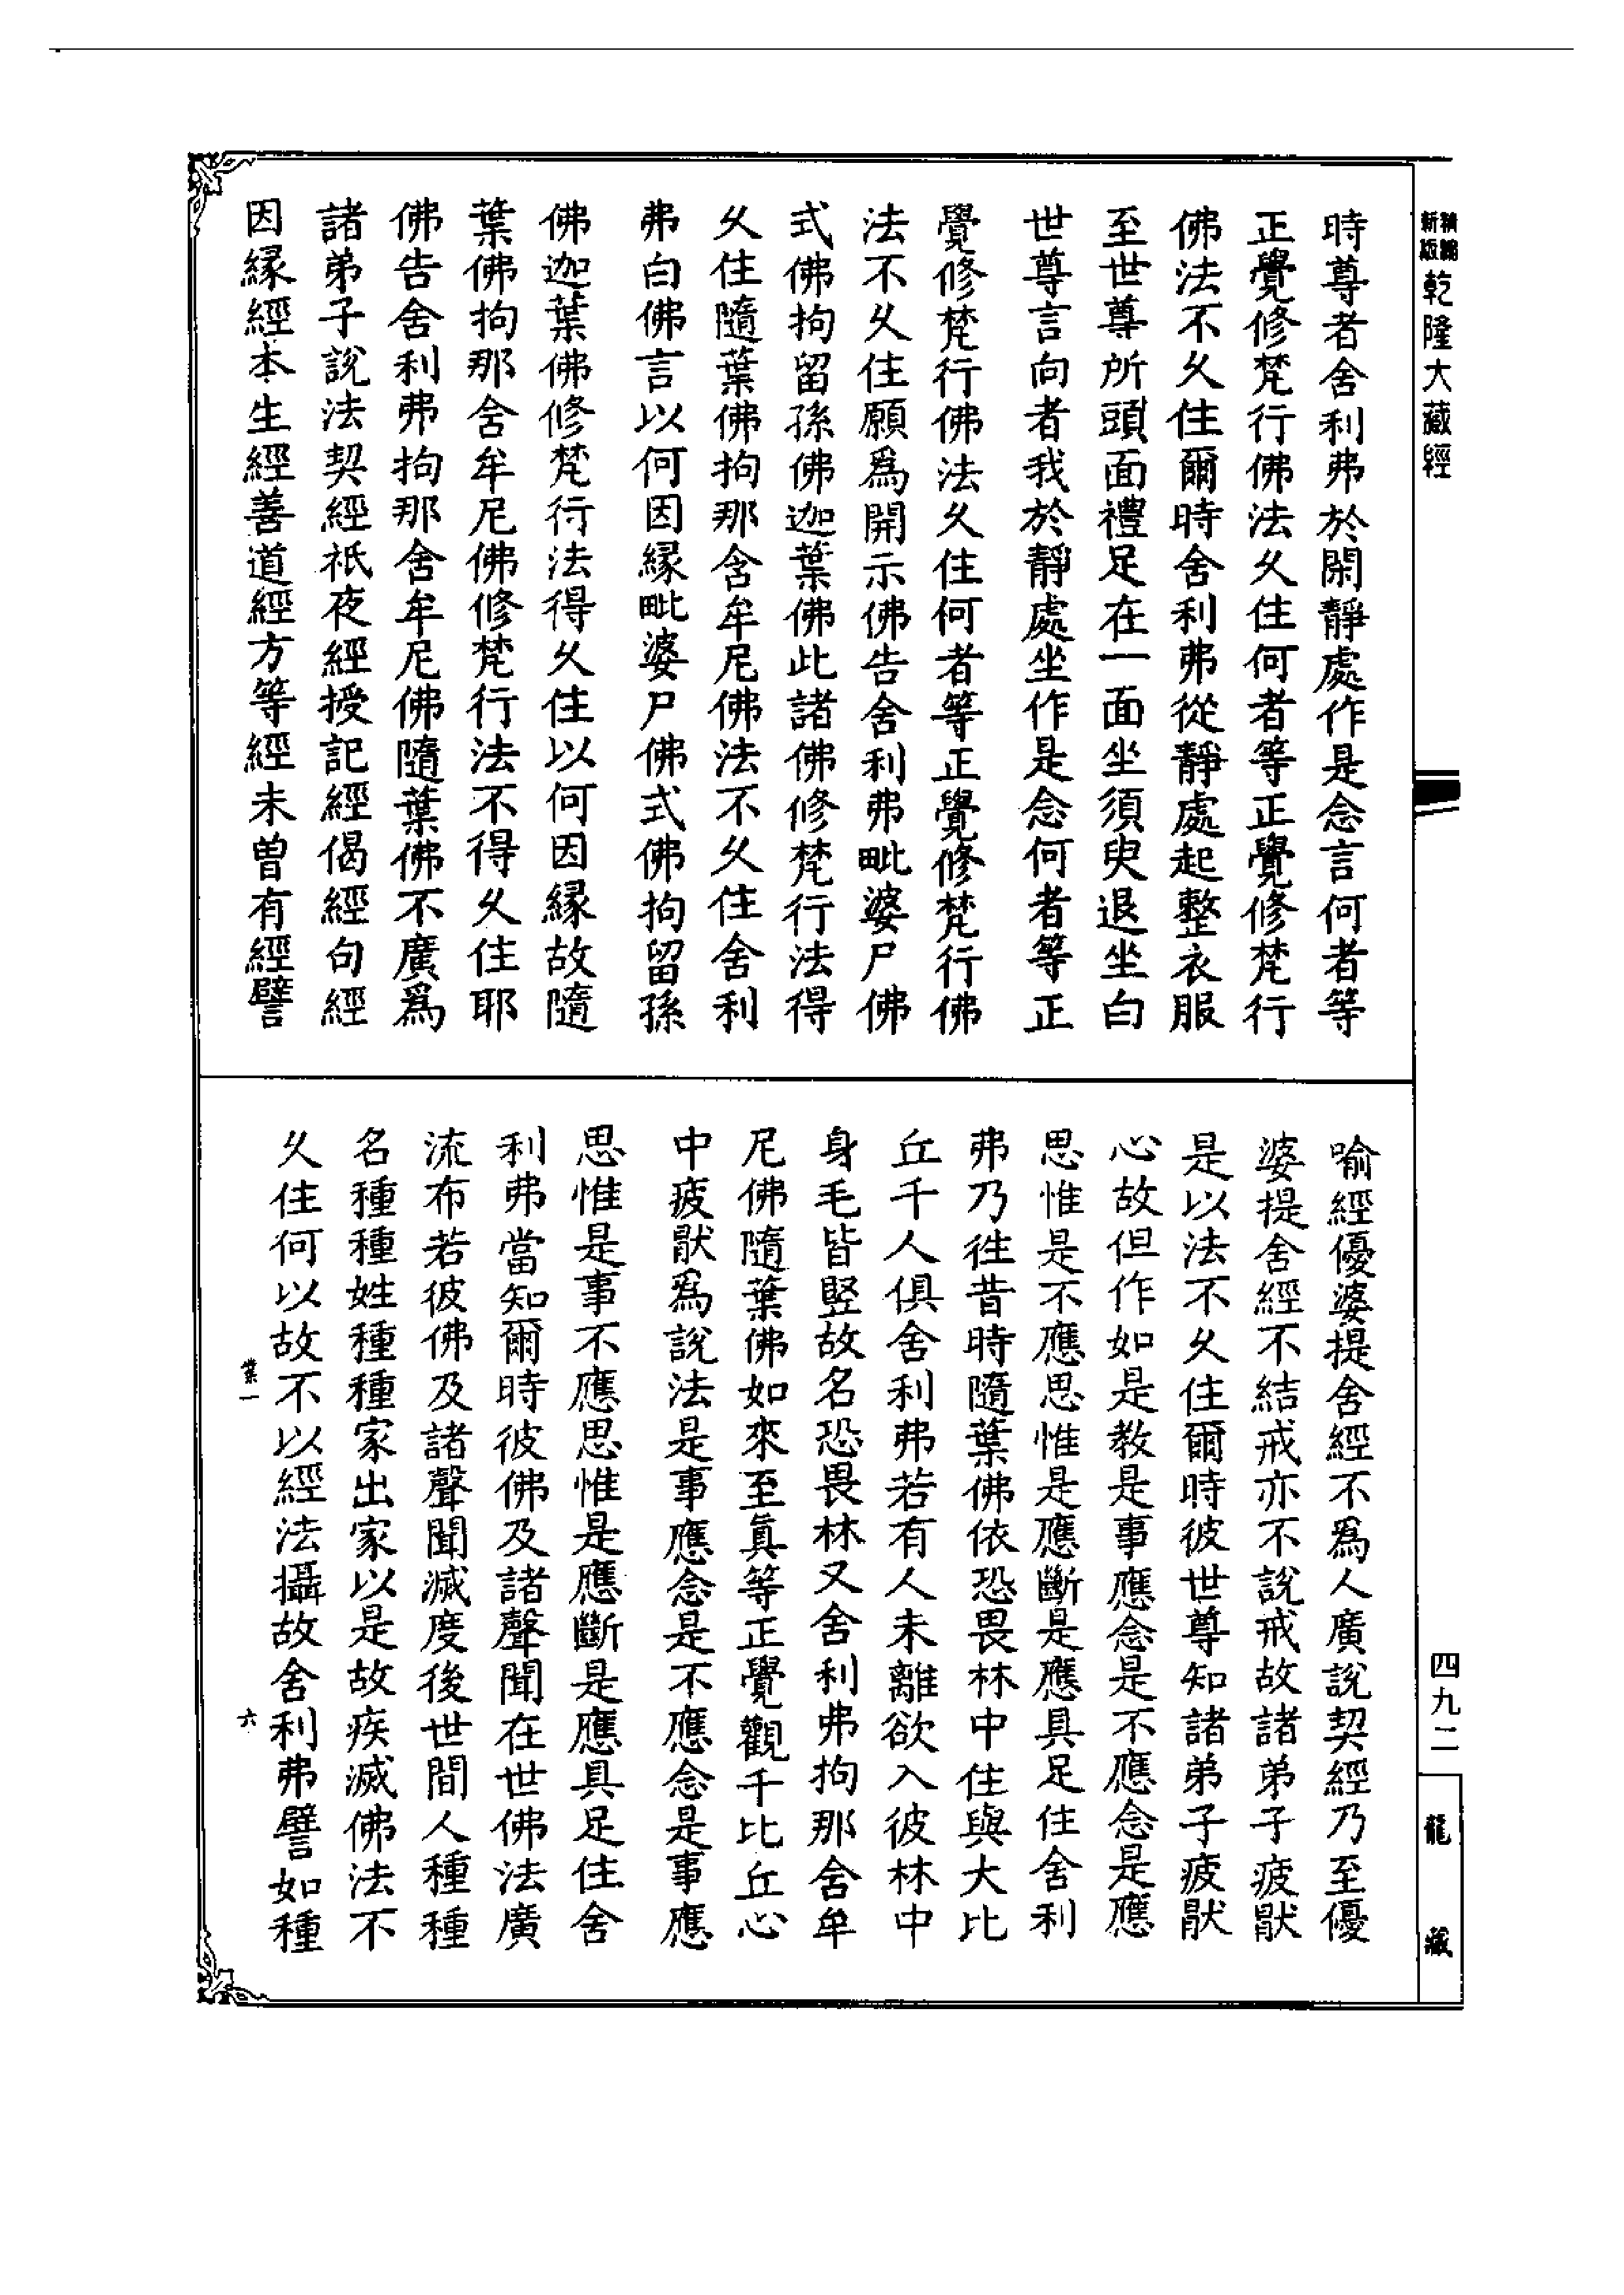 新版精縮乾隆大藏經
時尊者舍利弗於閑靜處作是念言何者等
正覺修梵行佛法久住何者等正覺修梵行
佛法不久住爾時舍利弗從靜處起整衣服
至世尊所頭面禮足在一面坐須臾退坐白
世尊言向者我於靜處坐作是念何者等正
覺修梵行佛法久住何者等正覺修梵行佛
法不久住願爲開示佛告舍利弗毗婆尸佛
式佛拘留孫佛迦葉佛此諸佛修梵行法得
久住隨葉佛拘那含牟尼佛法不久住舍利
弗白佛言以何因緣毗婆尸佛式佛拘留孫
佛迦葉佛修梵行法得久住以何因緣故隨
葉佛拘那舍牟尼佛修梵行法不得久住耶
佛告舍利弗拘那舍牟尼佛隨葉佛不廣爲
諸弟子說法契經祇夜經授記經偈經句經
因緣經本生經善道經方等經未曾有經譬
喻經優婆提舍經不爲人廣說契經乃至優
婆提舍經不結戒亦不說戒故諸弟子疲厭
是以法不久住爾時彼世尊知諸弟子疲厭
心故但作如是教是事應念是不應念是應
思惟是不應思惟是應斷是應具足住舍利
弗乃往昔時隨葉佛依恐畏林中住與大比
丘千人俱舍利弗若有人未離欲入彼林中
身毛皆竪故名恐畏林又舍利弗拘那舍牟
尼佛隨葉佛如來至真等正覺觀千比丘心
中疲厭爲說法是事應念是不應念是事應
思惟是事不應思惟是應斷是應具足住舍
利弗當知爾時彼佛及諸聲聞在世佛法廣
流布若彼佛及諸聲聞滅度後世間人種種
名種種姓種種家出家以是故疾滅佛法不
久住何以故不以經法攝故舍利弗譬如種
業一
六
四九二
龍藏